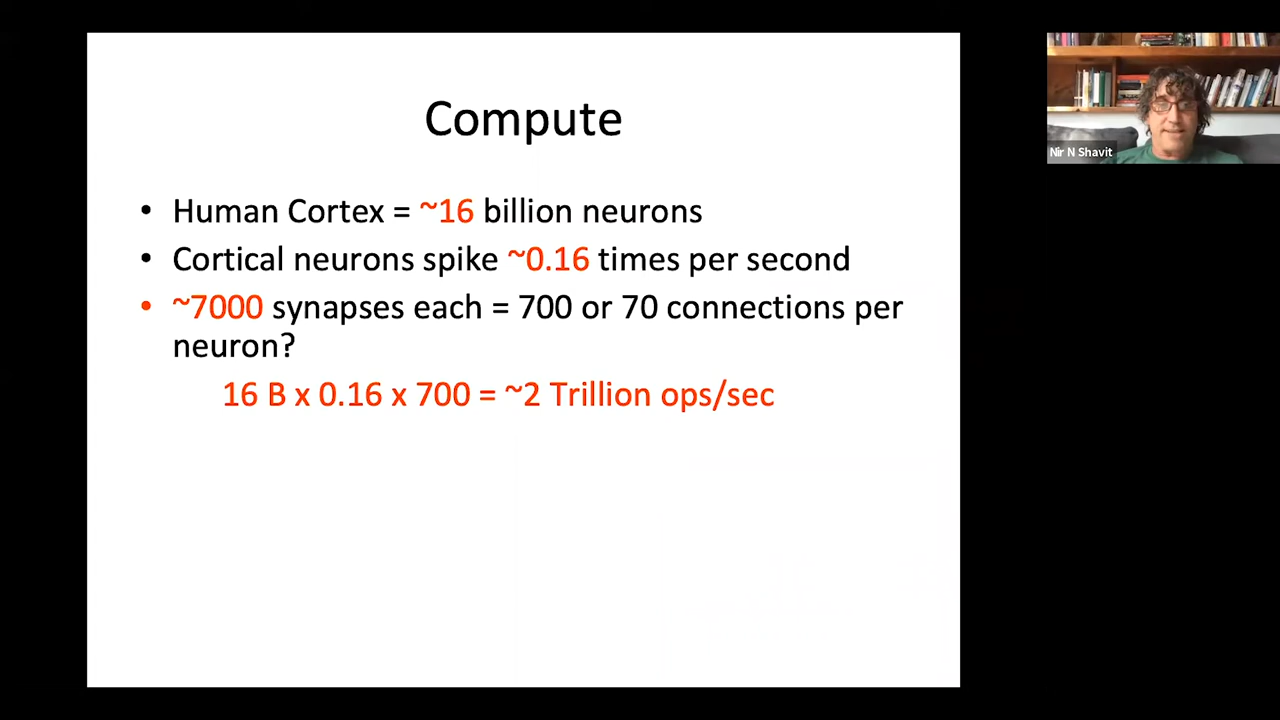 Compute
• Human Cortex = ~16 billion neurons
• Cortical neurons spike ~0.16 times per second
• ~7000 synapses each = 700 or 70 connections per
neuron?
16 B x 0.16 x 700 = ~2 Trillion ops/sec
Nir N Shavit